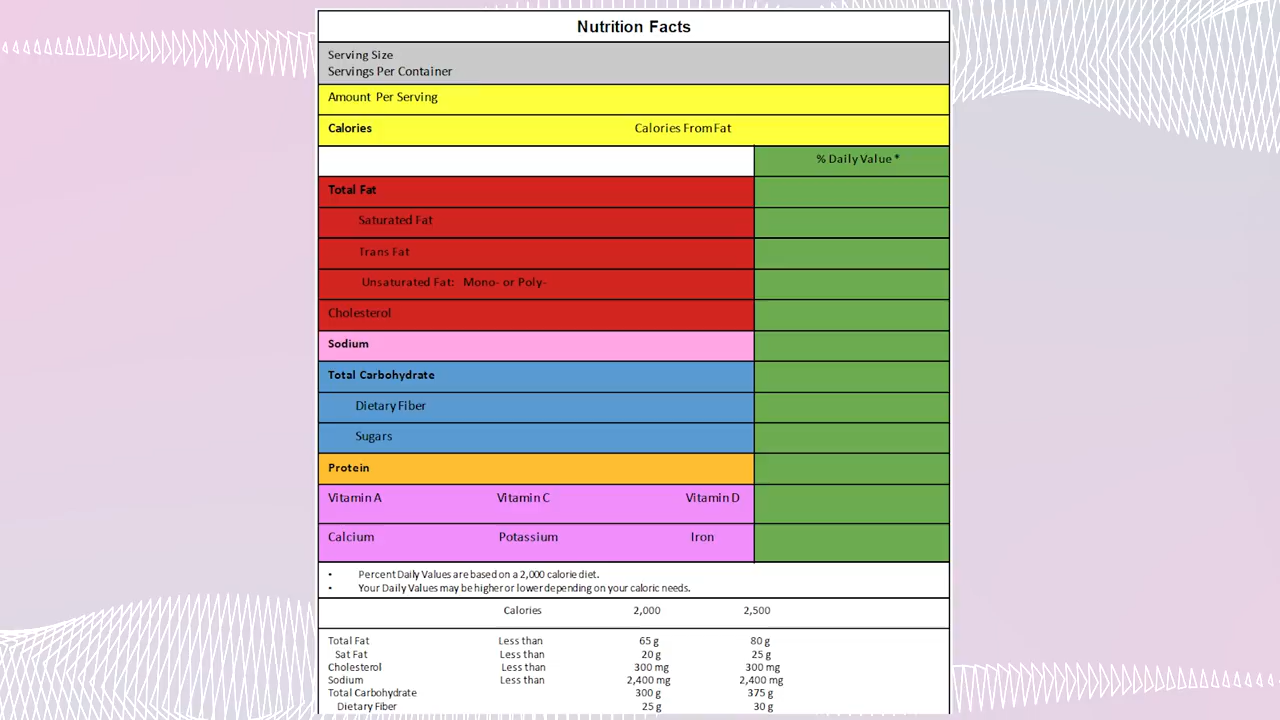 Nutrition Facts
Serving Size
Servings Per Container
Amount Per Serving
Calories Calories From Fat
% Daily Value *
Total Fat
Saturated Fat
Trans Fat
Unsaturated Fat: Mono- or Poly-
Cholesterol
Sodium
Total Carbohydrate
Dietary Fiber
Sugars
Protein
Vitamin A Vitamin C Vitamin D
Calcium Potassium Iron
• Percent Daily Values are based on a 2,000 calorie diet.
• Your Daily Values may be higher or lower depending on your caloric needs.
Calories 2,000 2,500
Total Fat Less than 65 g 80 g
Sat Fat Less than 20 g 25 g
Cholesterol Less than 300 mg 300 mg
Sodium Less than 2,400 mg 2,400 mg
Total Carbohydrate 300 g 375 g
Dietary Fiber 25 g 30 g